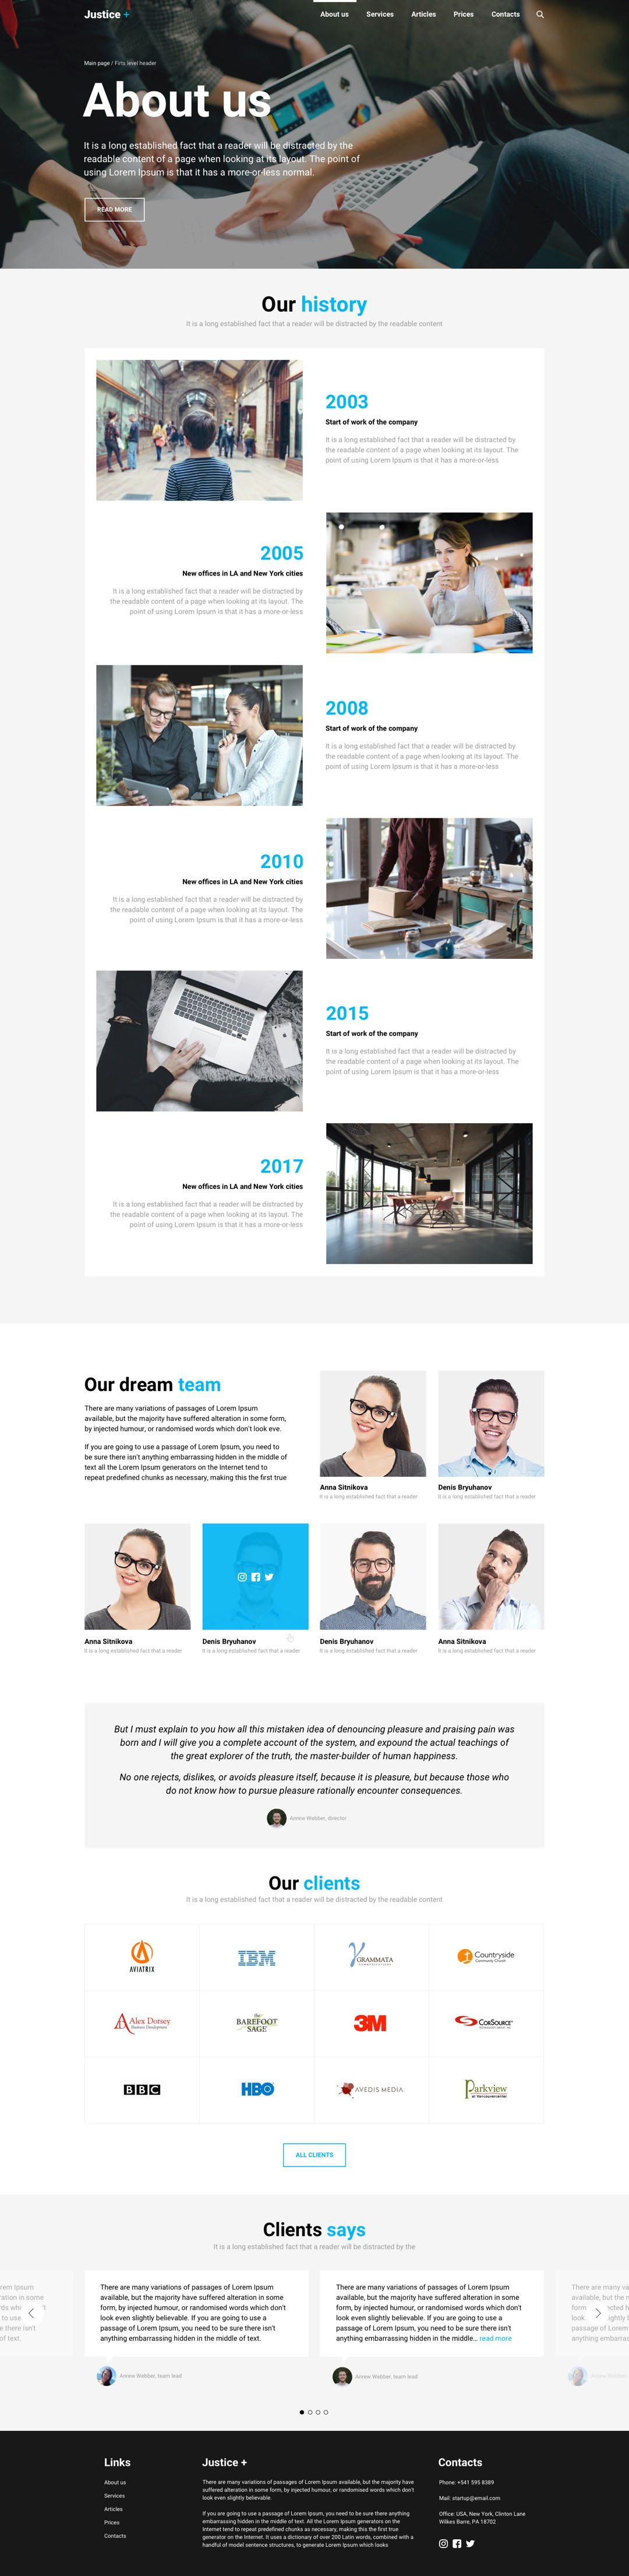 Justice +
About us
Services
Articles
Prices
Contacts
Main page / Firts level header
About us
It is a long established fact that a reader will be distracted by the
readable content of a page when looking at its layout. The point of
using Lorem Ipsum is that it has a more-or-less normal.
READ MORE
Our history
It is a long established fact that a reader will be distracted by the readable content
2003
Start of work of the company
It is a long established fact that a reader will be distracted by
the readable content of a page when looking at its layout. The
point of using Lorem Ipsum is that it has a more-or-less
2005
New offices in LA and New York cities
It is a long established fact that a reader will be distracted by
the readable content of a page when looking at its layout. The
point of using Lorem Ipsum is that it has a more-or-less
2008
Start of work of the company
It is a long established fact that a reader will be distracted by
the readable content of a page when looking at its layout. The
point of using Lorem Ipsum is that it has a more-or-less
2010
New offices in LA and New York cities
It is a long established fact that a reader will be distracted by
the readable content of a page when looking at its layout. The
point of using Lorem Ipsum is that it has a more-or-less
2015
Start of work of the company
It is a long established fact that a reader will be distracted by
the readable content of a page when looking at its layout. The
point of using Lorem Ipsum is that it has a more-or-less
2017
New offices in LA and New York cities
It is a long established fact that a reader will be distracted by
the readable content of a page when looking at its layout. The
point of using Lorem Ipsum is that it has a more-or-less
Our dream team
There are many variations of passages of Lorem Ipsum
available, but the majority have suffered alteration in some form,
by injected humour, or randomised words which don't look eve.
If you are going to use a passage of Lorem Ipsum, you need to
be sure there isn't anything embarrassing hidden in the middle of
text all the Lorem Ipsum generators on the Internet tend to
repeat predefined chunks as necessary, making this the first true
Anna Sitnikova
It is a long established fact that a reader
Denis Bryuhanov
It is a long established fact that a reader
Anna Sitnikova
It is a long established fact that a reader
Denis Bryuhanov
It is a long established fact that a reader
Denis Bryuhanov
It is a long established fact that a reader
Anna Sitnikova
It is a long established fact that a reader
But I must explain to you how all this mistaken idea of denouncing pleasure and praising pain was
born and I will give you a complete account of the system, and expound the actual teachings of
the great explorer of the truth, the master-builder of human happiness.
No one rejects, dislikes, or avoids pleasure itself, because it is pleasure, but because those who
do not know how to pursue pleasure rationally encounter consequences.
Anrew Webber, director
Our clients
It is a long established fact that a reader will be distracted by the readable content
AVIATRIX
IBM
GRAMMATA
COMMUNICATIONS
Countryside
Community Church
Alex Dorsey
Business Development
the
BAREFOOT
SAGE
3M
CorSource
BBC
HBO
AVEDIS MEDIA
Parkview
at Vancouvercenter
ALL CLIENTS
Clients says
It is a long established fact that a reader will be distracted by the
There are many variations of passages of Lorem Ipsum
available, but the majority have suffered alteration in some
form, by injected humour, or randomised words which don't
look even slightly believable. If you are going to use a
passage of Lorem Ipsum, you need to be sure there isn't
anything embarrassing hidden in the middle of text.
Anrew Webber, team lead
There are many variations of passages of Lorem Ipsum
available, but the majority have suffered alteration in some
form, by injected humour, or randomised words which don't
look even slightly believable. If you are going to use a
passage of Lorem Ipsum, you need to be sure there isn't
anything embarrassing hidden in the middle... read more
Anrew Webber, team lead
Links
About us
Services
Articles
Prices
Contacts
Justice +
There are many variations of passages of Lorem Ipsum available, but the majority have
suffered alteration in some form, by injected humour, or randomised words which don't
look even slightly believable.
If you are going to use a passage of Lorem Ipsum, you need to be sure there isnt anything
embarrassing hidden in the middle of text. All the Lorem Ipsum generators on the
Internet tend to repeat predefined chunks as necessary, making this the first true
generator on the Internet. It uses a dictionary of over 200 Latin words, combined with a
handful of model sentence structures, to generate Lorem Ipsum which looks
Contacts
Phone: +541 595 8389
Mail: startup@email.com
Office: USA, New York, Clinton Lane
Wilkes Barre, PA 18702